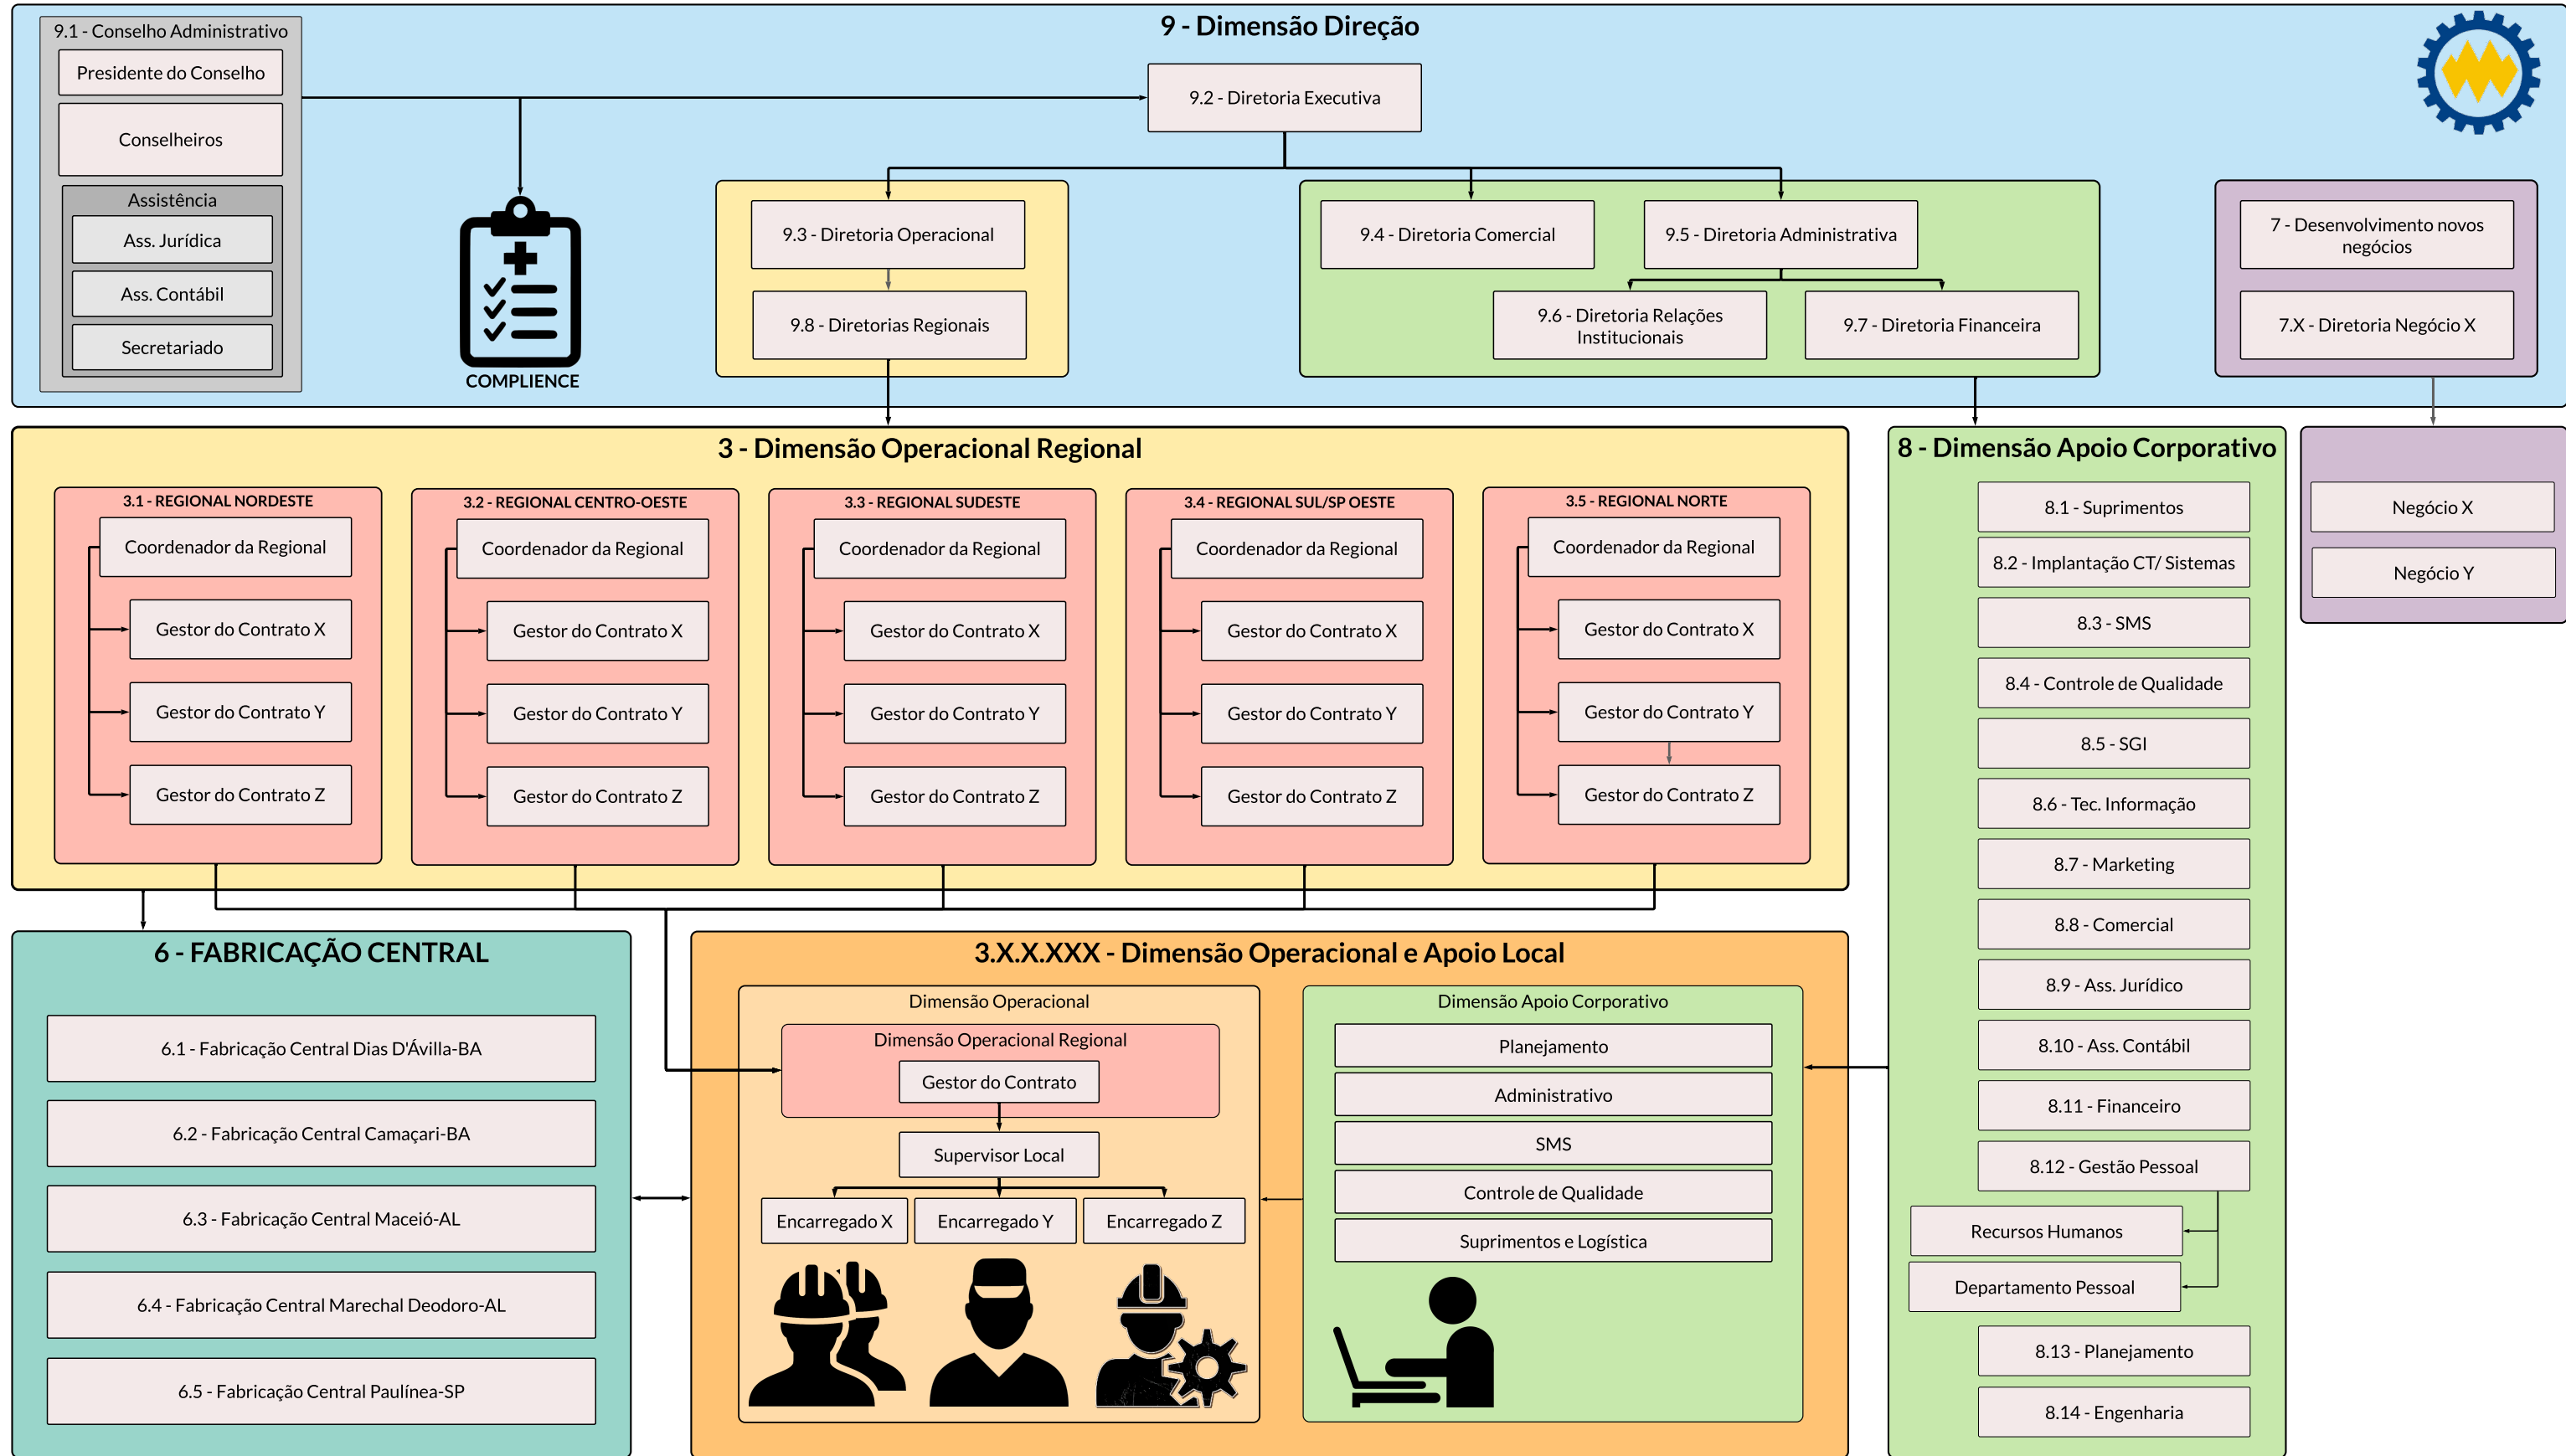 9 - Dimensão Direção
9.1 - Conselho Administrativo
Presidente do Conselho
Conselheiros
Assistência
Ass. Jurídica
Ass. Contábil
Secretariado
COMPLIENCE
9.2 - Diretoria Executiva
9.3 - Diretoria Operacional
9.8 - Diretorias Regionais
9.4 - Diretoria Comercial
9.5 - Diretoria Administrativa
9.6 - Diretoria Relações
Institucionais
9.7 - Diretoria Financeira
7 - Desenvolvimento novos
negócios
7.X - Diretoria Negócio X
3 - Dimensão Operacional Regional
3.1 - REGIONAL NORDESTE
Coordenador da Regional
Gestor do Contrato X
Gestor do Contrato Y
Gestor do Contrato Z
3.2 - REGIONAL CENTRO-OESTE
Coordenador da Regional
Gestor do Contrato X
Gestor do Contrato Y
Gestor do Contrato Z
3.3 - REGIONAL SUDESTE
Coordenador da Regional
Gestor do Contrato X
Gestor do Contrato Y
Gestor do Contrato Z
3.4 - REGIONAL SUL/SP OESTE
Coordenador da Regional
Gestor do Contrato X
Gestor do Contrato Y
Gestor do Contrato Z
3.5 - REGIONAL NORTE
Coordenador da Regional
Gestor do Contrato X
Gestor do Contrato Y
Gestor do Contrato Z
8 - Dimensão Apoio Corporativo
8.1 - Suprimentos
8.2 - Implantação CT/ Sistemas
8.3 - SMS
8.4 - Controle de Qualidade
8.5 - SGI
8.6 - Tec. Informação
8.7 - Marketing
8.8 - Comercial
8.9 - Ass. Jurídico
8.10 - Ass. Contábil
8.11 - Financeiro
8.12 - Gestão Pessoal
Recursos Humanos
Departamento Pessoal
8.13 - Planejamento
8.14 - Engenharia
Negócio X
Negócio Y
6 - FABRICAÇÃO CENTRAL
6.1 - Fabricação Central Dias D'Ávilla-BA
6.2 - Fabricação Central Camaçari-BA
6.3 - Fabricação Central Maceió-AL
6.4 - Fabricação Central Marechal Deodoro-AL
6.5 - Fabricação Central Paulínea-SP
3.X.X.XXX - Dimensão Operacional e Apoio Local
Dimensão Operacional
Dimensão Operacional Regional
Gestor do Contrato
Supervisor Local
Encarregado X
Encarregado Y
Encarregado Z
Dimensão Apoio Corporativo
Planejamento
Administrativo
SMS
Controle de Qualidade
Suprimentos e Logística